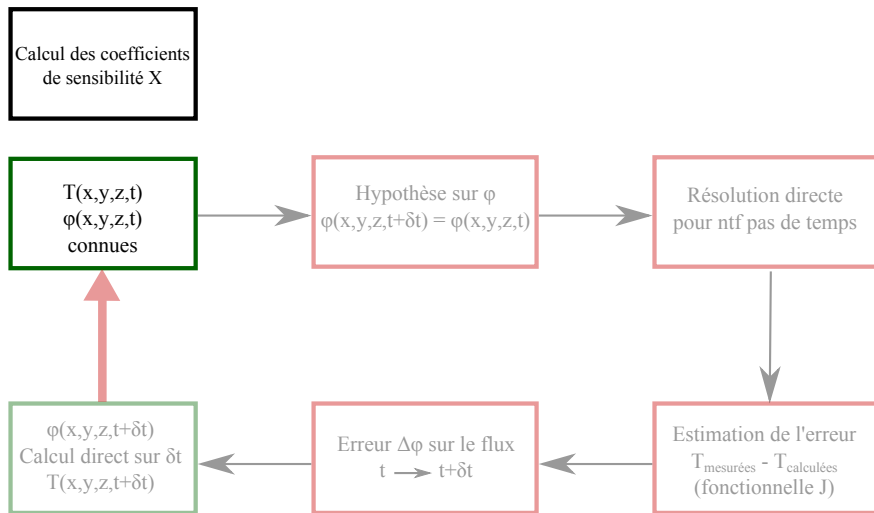 Calcul des coefficients
de sensibilité X
T(x,y,z,t)
φ(x,y,z,t)
connues
Hypothèse sur φ
φ(x,y,z,t+δt) = φ(x,y,z,t)
Résolution directe
pour ntf pas de temps
φ(x,y,z,t+δt)
Calcul direct sur δt
T(x,y,z,t+δt)
Erreur Δφ sur le flux
t ⟶ t+δt
Estimation de l'erreur
Tmesurées - Tcalculées
(fonctionnelle J)